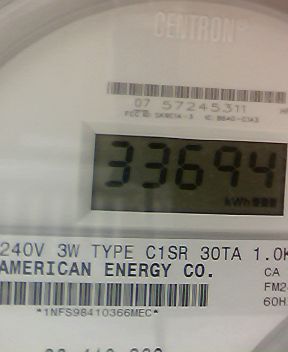 CENTRON®
07 57245311
33694
kWh
240V 3W TYPE C1SR 30TA 1.0K
AMERICAN ENERGY CO.
CA
FM2
60H
*1NFS98410366MEC*